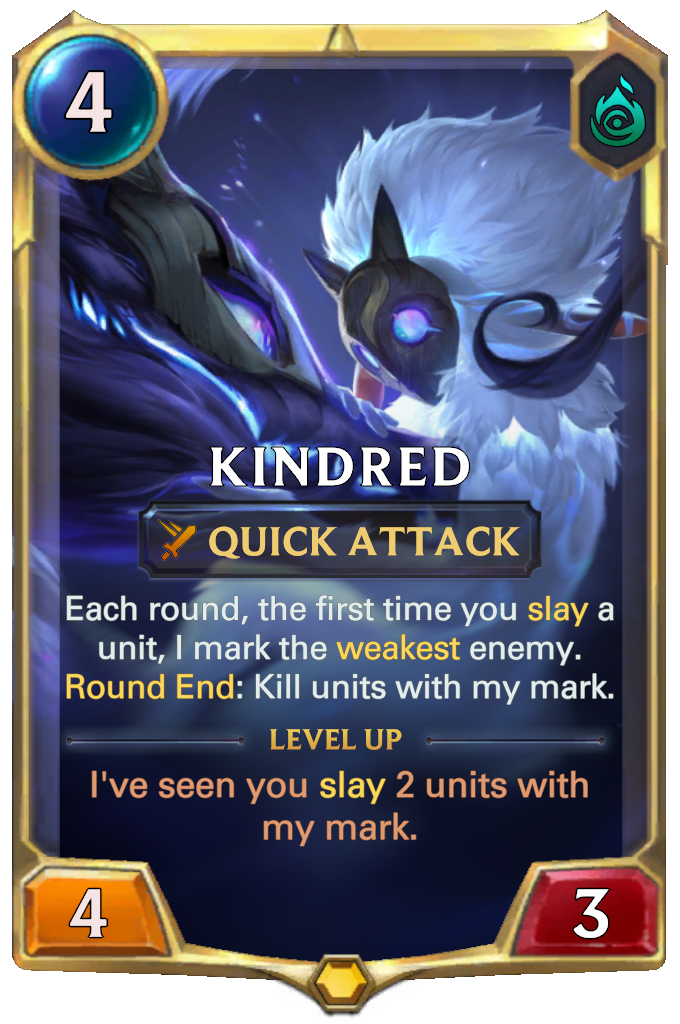 4
KINDRED
QUICK ATTACK
Each round, the first time you slay a
unit, I mark the weakest enemy.
Round End: Kill units with my mark.
LEVEL UP
I've seen you slay 2 units with
my mark.
4
3